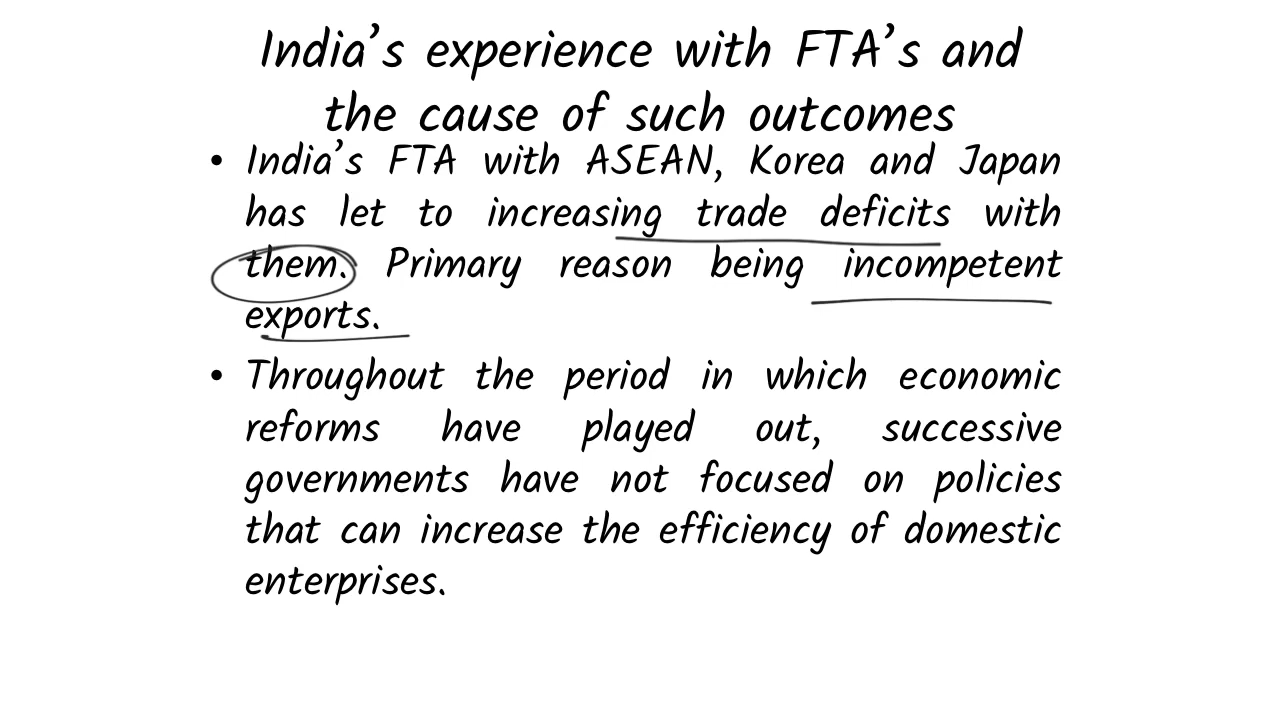 India’s experience with FTA’s and
the cause of such outcomes
• India’s FTA with ASEAN, Korea and Japan
has let to increasing trade deficits with
them. Primary reason being incompetent
exports.
• Throughout the period in which economic
reforms have played out, successive
governments have not focused on policies
that can increase the efficiency of domestic
enterprises.